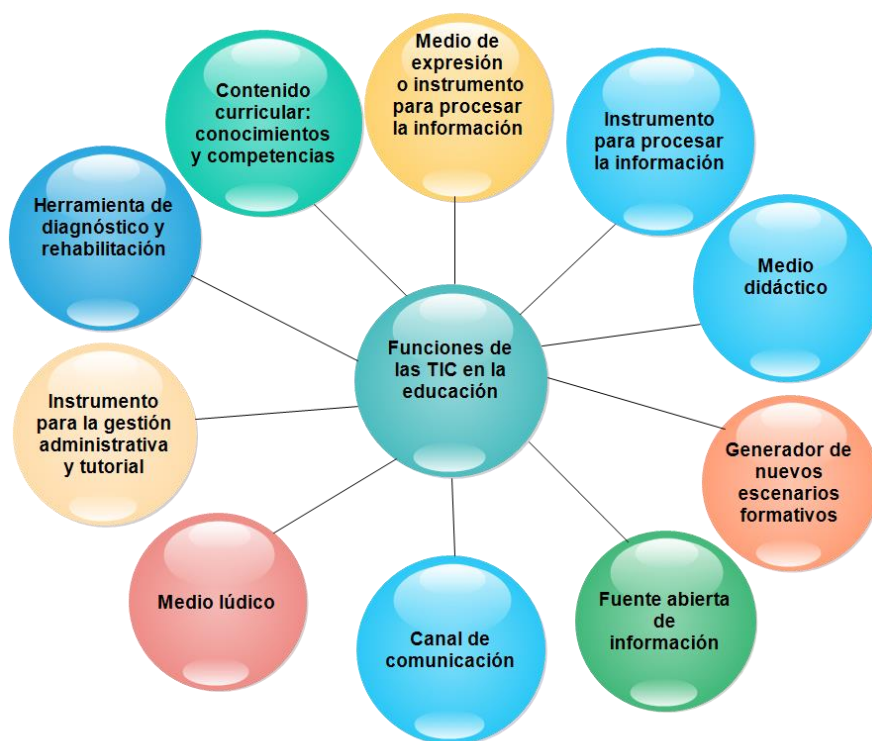 Medio de
expresión
o instrumento
para procesar
la información
Contenido
curricular:
conocimientos
y competencias
Instrumento
para procesar
la información
Herramienta de
diagnóstico y
rehabilitación
Medio
didáctico
Funciones de
las TIC en la
educación
Instrumento
para la gestión
administrativa
y tutorial
Generador de
nuevos
escenarios
formativos
Medio lúdico
Canal de
comunicación
Fuente abierta
de
información